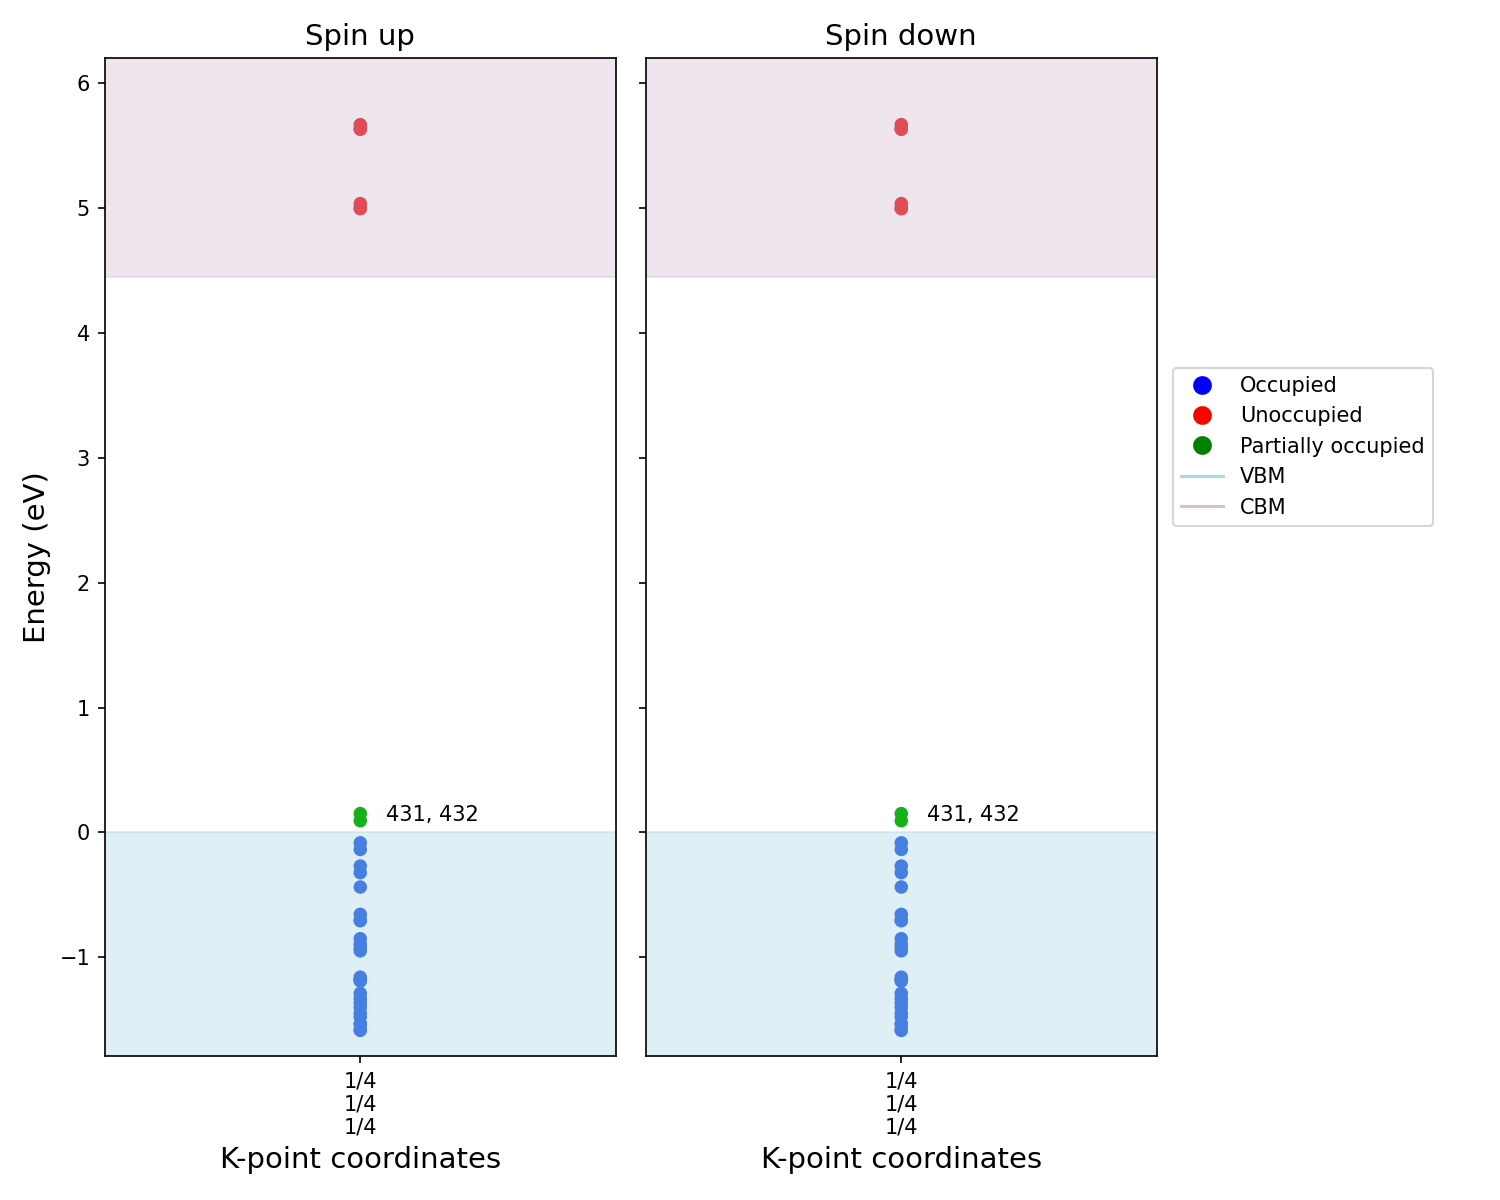 Spin up
Spin down
6
5
4
3
2
1
0
−1
Energy (eV)
431, 432
431, 432
1/4
1/4
1/4
1/4
1/4
1/4
K-point coordinates
K-point coordinates
Occupied
Unoccupied
Partially occupied
VBM
CBM